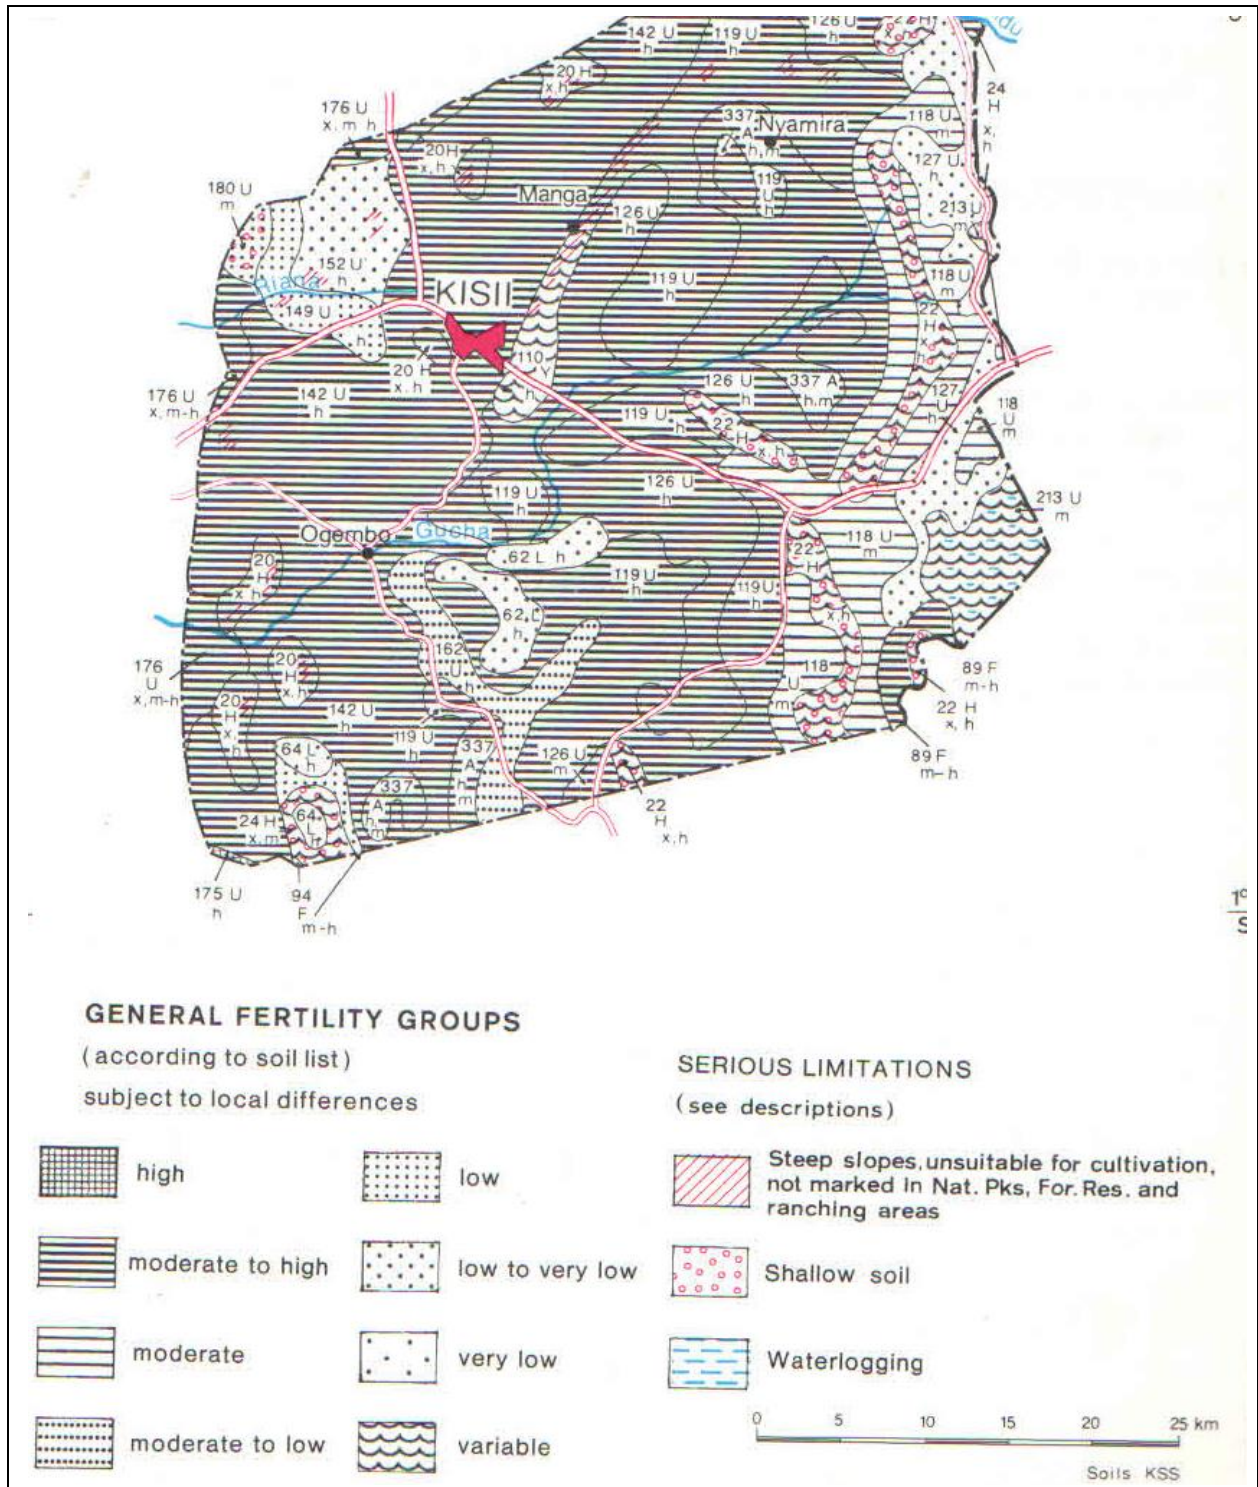 142 U
h
119 U
h
126 U
h
22 H
x, h
20 H
x,h
24
H
x,
h
176 U
x, m-h
337
A
h,m
Nyamira
118 U
m
20 H
x,h
119
U
h
127 U
h
180 U
m
Manga
126 U
h
213 U
m
152 U
h
Riana
119 U
h
118 U
m
149 U
h
KISII
22
H
x
h
20 H
x. h
110
Y
h
176 U
x, m-h
142 U
h
126 U
h
337 A
h,m
127
U
h
118
U
m
119 U
h
22
H
x, h
119 U
h
126 U
h
213 U
m
Ogembo
Gucha
62 L h
118 U
m
22
H
x,h
20
H
x h
119 U
h
119 U
h
62 L
h
162
U
h
118
U
m
89 F
m-h
176
U
x, m-h
20
H
x, h
20
H
x,
h
22 H
x, h
142 U
h
119 U
h
64 L
h
337
A
h
m
126 U
m
89 F
m-h
337
A
h,
m
24 H
x,m
64
L
h
22
H
x,h
175 U
h
94
F
m-h
1°
S
GENERAL FERTILITY GROUPS
(according to soil list)
subject to local differences
high
moderate to high
moderate
moderate to low
low
low to very low
very low
variable
SERIOUS LIMITATIONS
(see descriptions)
Steep slopes, unsuitable for cultivation,
not marked in Nat. Pks, For. Res. and
ranching areas
Shallow soil
Waterlogging
0 5 10 15 20 25 km
Soils KSS